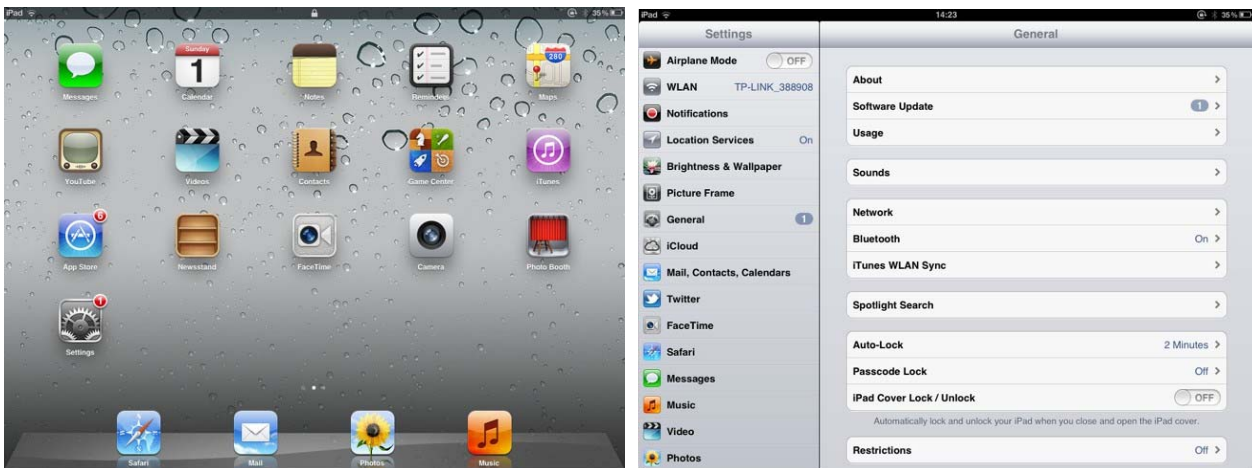 iPad 35%
Sunday
1
280
Messages Calendar Notes Reminders Maps
YouTube Videos Contacts Game Center iTunes
6
App Store Newsstand FaceTime Camera Photo Booth
1
Settings
Safari Mail Photos Music
iPad 14:23 35%
Settings
Airplane Mode OFF
WLAN TP-LINK_388908
Notifications
Location Services On
Brightness & Wallpaper
Picture Frame
General 1
iCloud
Mail, Contacts, Calendars
Twitter
FaceTime
Safari
Messages
Music
Video
Photos
General
About
Software Update 1
Usage
Sounds
Network
Bluetooth On
iTunes WLAN Sync
Spotlight Search
Auto-Lock 2 Minutes
Passcode Lock Off
iPad Cover Lock / Unlock OFF
Automatically lock and unlock your iPad when you close and open the iPad cover.
Restrictions Off